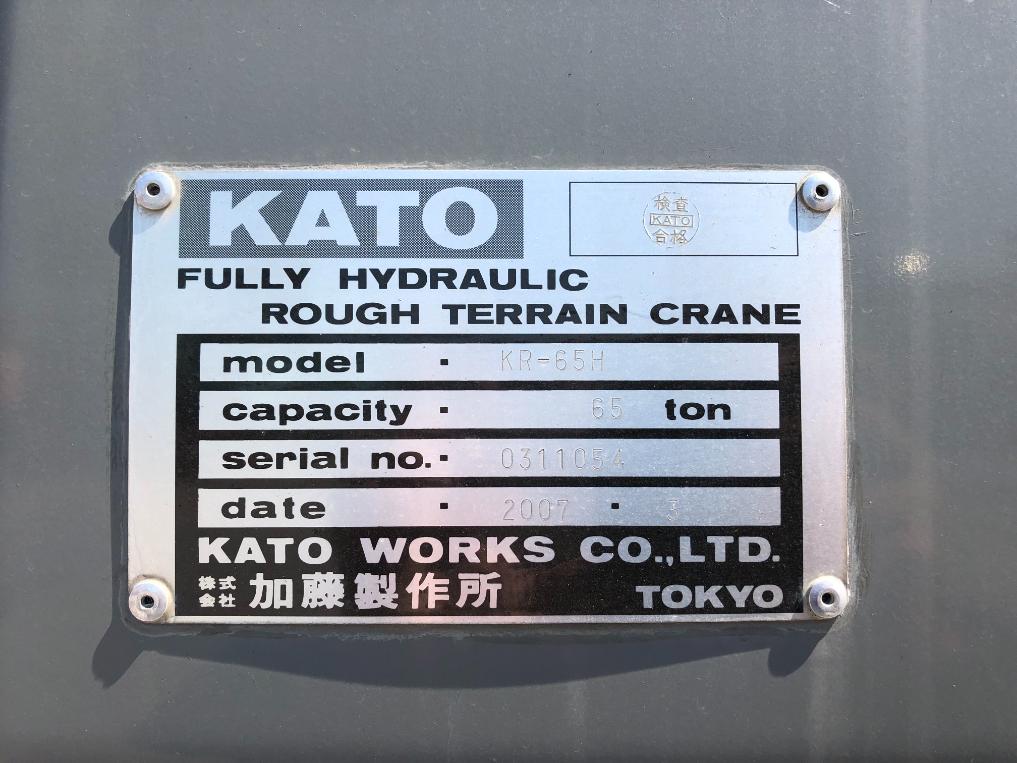 KATO
検査
KATO
合格
FULLY HYDRAULIC
ROUGH TERRAIN CRANE
model · KR-65H
capacity · 65 ton
serial no. · 0311054
date · 2007 · 3
KATO WORKS CO.,LTD.
株式会社 加藤製作所 TOKYO